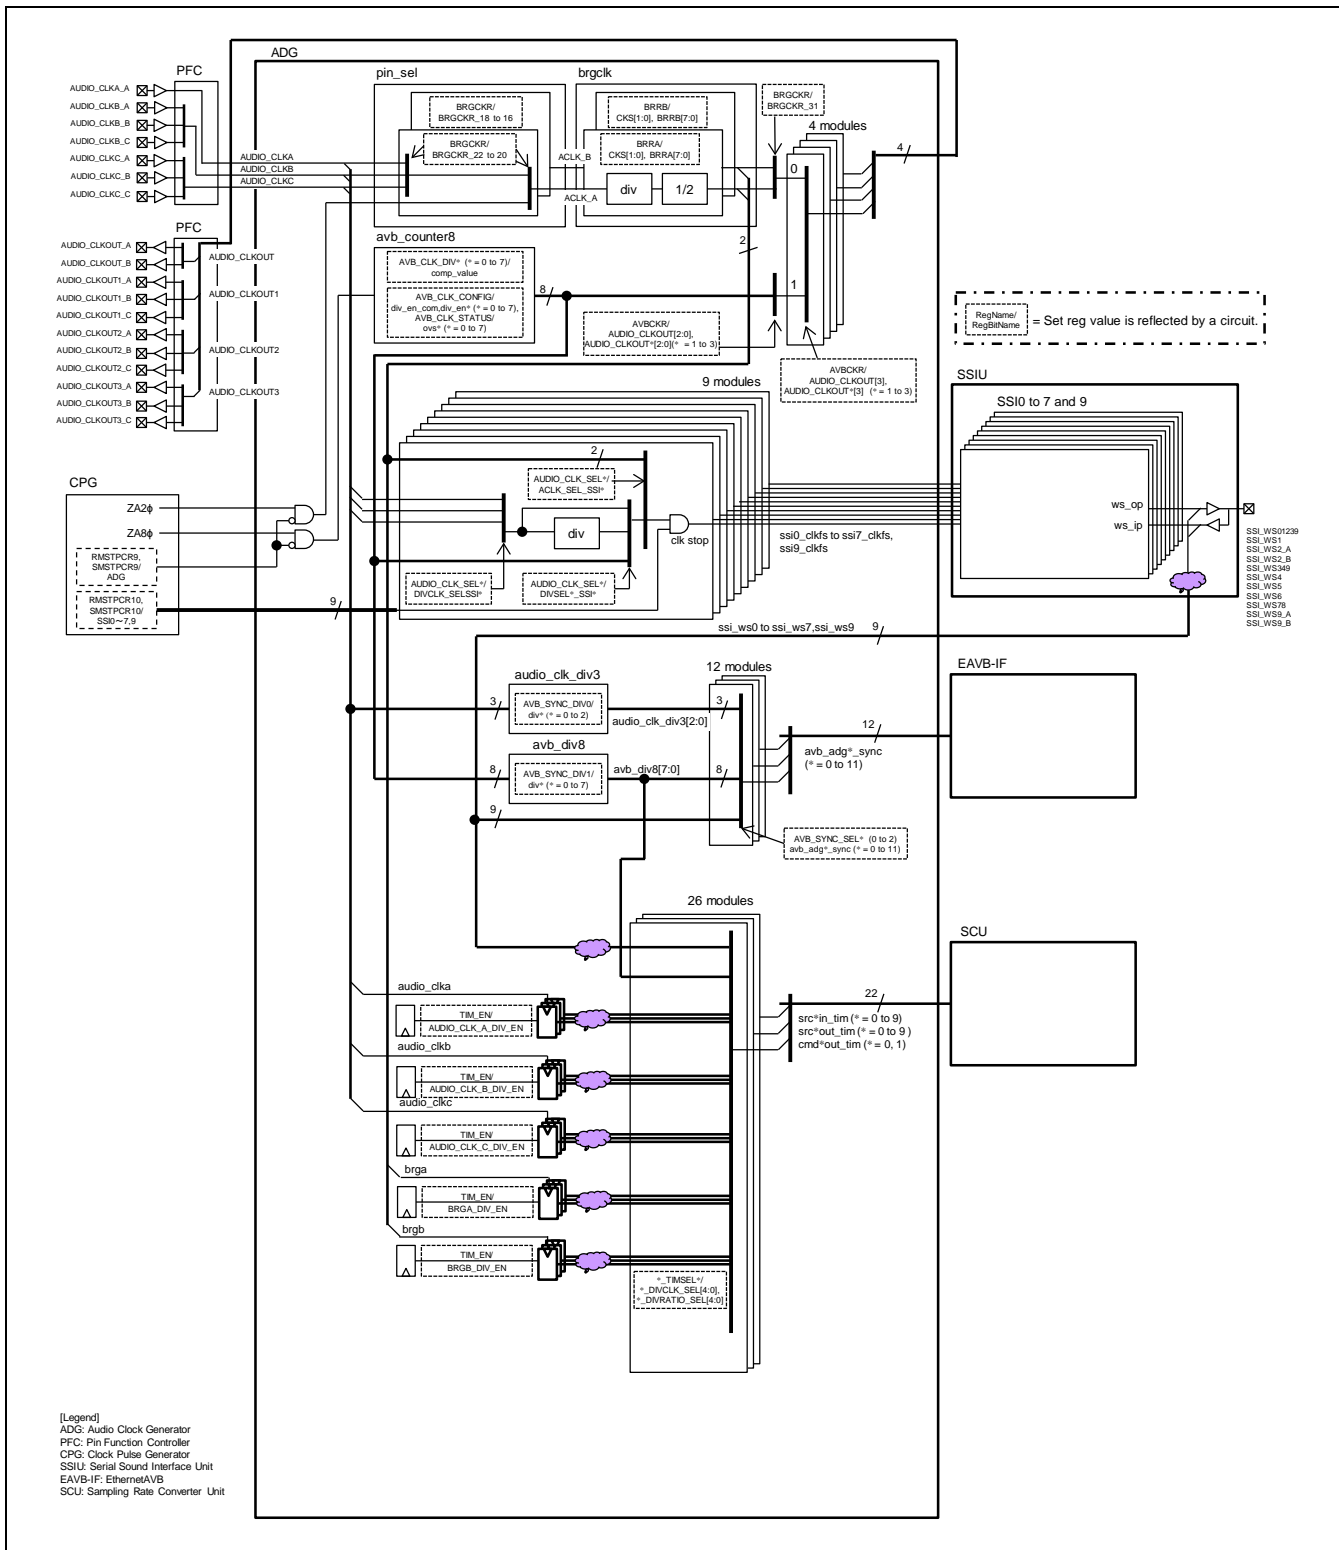 ADG
PFC
AUDIO_CLKA_A
AUDIO_CLKB_A
AUDIO_CLKB_B
AUDIO_CLKB_C
AUDIO_CLKC_A
AUDIO_CLKC_B
AUDIO_CLKC_C
AUDIO_CLKA
AUDIO_CLKB
AUDIO_CLKC
pin_sel
BRGCKR/
BRGCKR_18 to 16
BRGCKR/
BRGCKR_22 to 20
ACLK_B
ACLK_A
brgclk
BRRB/
CKS[1:0], BRRB[7:0]
BRRA/
CKS[1:0], BRRA[7:0]
div
1/2
BRGCKR/
BRGCKR_31
4 modules
0
1
4
2
PFC
AUDIO_CLKOUT_A
AUDIO_CLKOUT_B
AUDIO_CLKOUT1_A
AUDIO_CLKOUT1_B
AUDIO_CLKOUT1_C
AUDIO_CLKOUT2_A
AUDIO_CLKOUT2_B
AUDIO_CLKOUT2_C
AUDIO_CLKOUT3_A
AUDIO_CLKOUT3_B
AUDIO_CLKOUT3_C
AUDIO_CLKOUT
AUDIO_CLKOUT1
AUDIO_CLKOUT2
AUDIO_CLKOUT3
avb_counter8
AVB_CLK_DIV* (* = 0 to 7)/
comp_value
AVB_CLK_CONFIG/
div_en_com,div_en* (* = 0 to 7),
AVB_CLK_STATUS/
ovs* (* = 0 to 7)
8
AVBCKR/
AUDIO_CLKOUT[2:0],
AUDIO_CLKOUT*[2:0](* = 1 to 3)
AVBCKR/
AUDIO_CLKOUT[3],
AUDIO_CLKOUT*[3] (* = 1 to 3)
RegName/
RegBitName
= Set reg value is reflected by a circuit.
9 modules
2
AUDIO_CLK_SEL*/
ACLK_SEL_SSI*
div
clk stop
AUDIO_CLK_SEL*/
DIVCLK_SELSSI*
AUDIO_CLK_SEL*/
DIVSEL*_SSI*
ssi0_clkfs to ssi7_clkfs,
ssi9_clkfs
CPG
ZA2ϕ
ZA8ϕ
RMSTPCR9,
SMSTPCR9/
ADG
RMSTPCR10,
SMSTPCR10/
SSI0～7,9
9
SSIU
SSI0 to 7 and 9
ws_op
ws_ip
SSI_WS01239
SSI_WS1
SSI_WS2_A
SSI_WS2_B
SSI_WS349
SSI_WS4
SSI_WS5
SSI_WS6
SSI_WS78
SSI_WS9_A
SSI_WS9_B
ssi_ws0 to ssi_ws7,ssi_ws9
9
audio_clk_div3
3
AVB_SYNC_DIV0/
div* (* = 0 to 2)
audio_clk_div3[2:0]
avb_div8
8
AVB_SYNC_DIV1/
div* (* = 0 to 7)
avb_div8[7:0]
9
12 modules
3
8
AVB_SYNC_SEL* (0 to 2)
avb_adg*_sync (* = 0 to 11)
12
avb_adg*_sync
(* = 0 to 11)
EAVB-IF
26 modules
SCU
22
src*in_tim (* = 0 to 9)
src*out_tim (* = 0 to 9 )
cmd*out_tim (* = 0, 1)
audio_clka
TIM_EN/
AUDIO_CLK_A_DIV_EN
audio_clkb
TIM_EN/
AUDIO_CLK_B_DIV_EN
audio_clkc
TIM_EN/
AUDIO_CLK_C_DIV_EN
brga
TIM_EN/
BRGA_DIV_EN
brgb
TIM_EN/
BRGB_DIV_EN
*_TIMSEL*/
*_DIVCLK_SEL[4:0],
*_DIVRATIO_SEL[4:0]
[Legend]
ADG: Audio Clock Generator
PFC: Pin Function Controller
CPG: Clock Pulse Generator
SSIU: Serial Sound Interface Unit
EAVB-IF: EthernetAVB
SCU: Sampling Rate Converter Unit